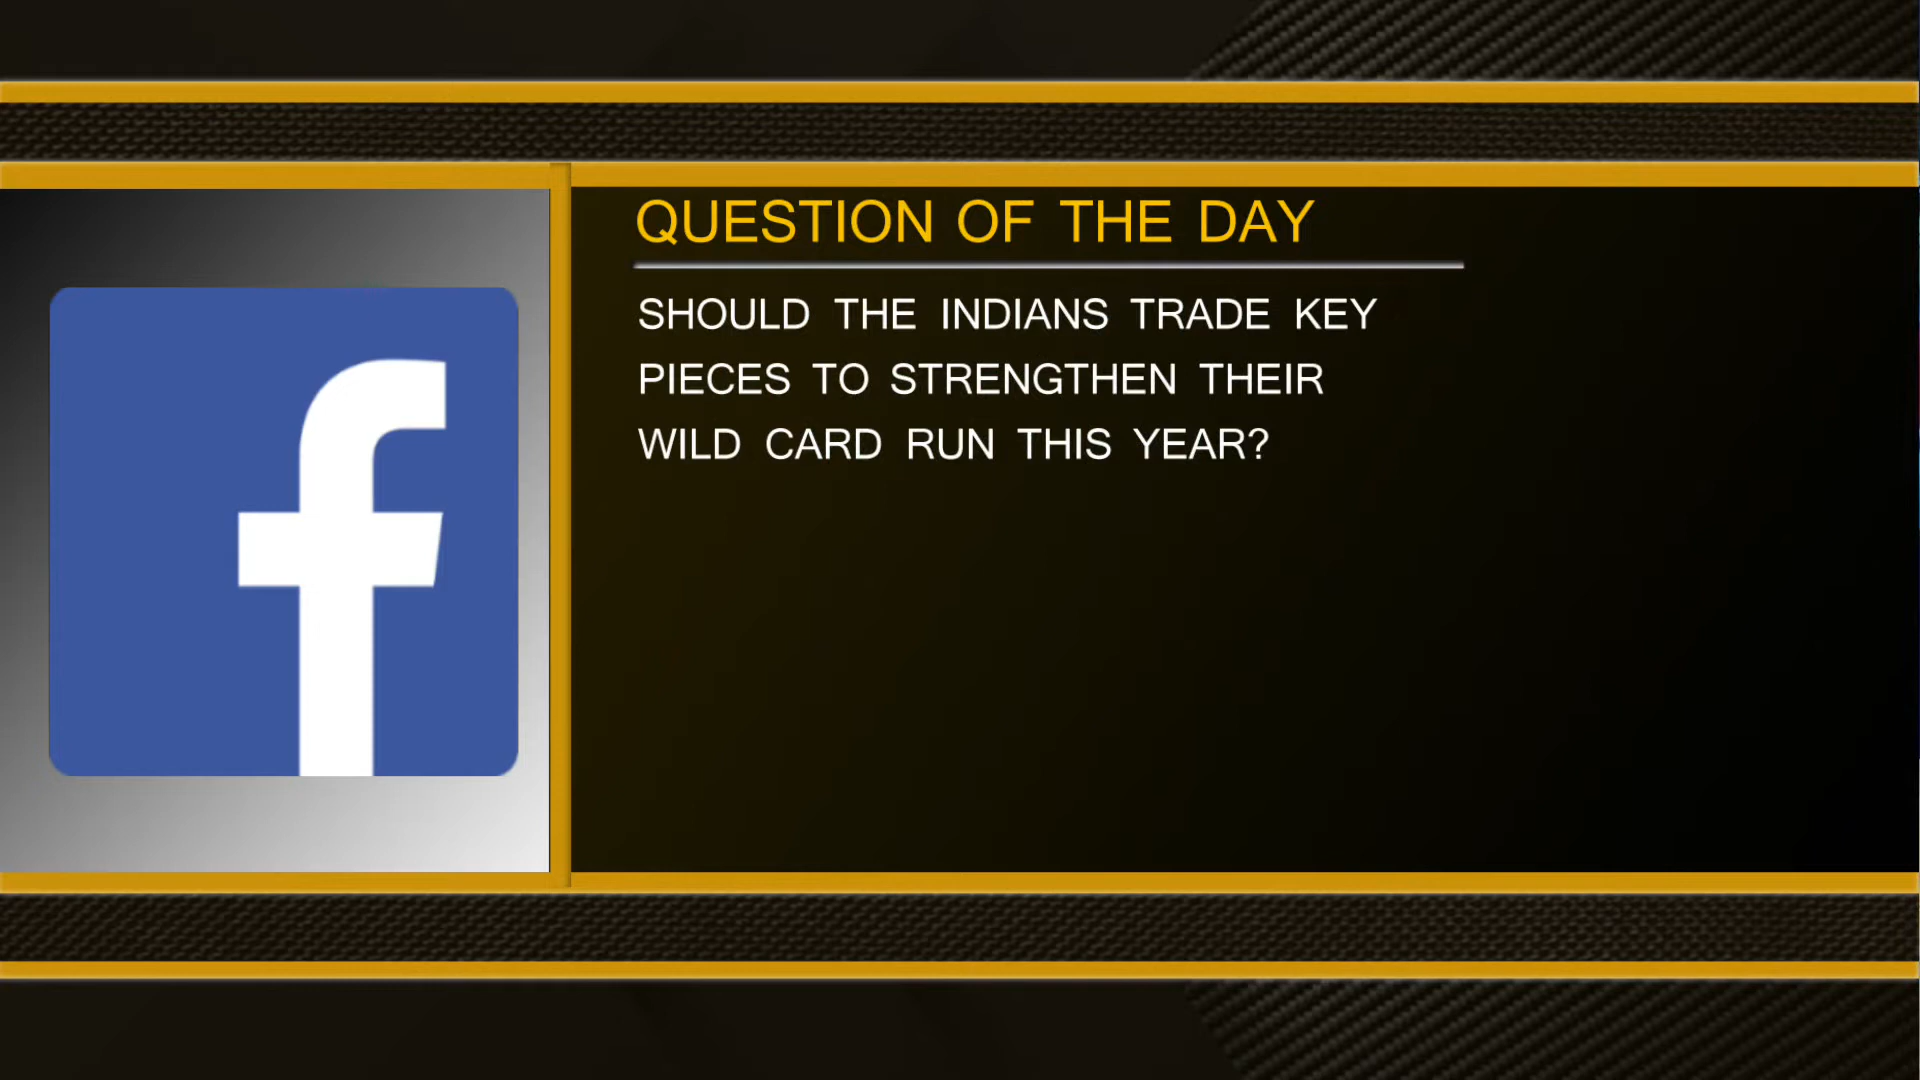 QUESTION OF THE DAY
SHOULD THE INDIANS TRADE KEY
PIECES TO STRENGTHEN THEIR
WILD CARD RUN THIS YEAR?